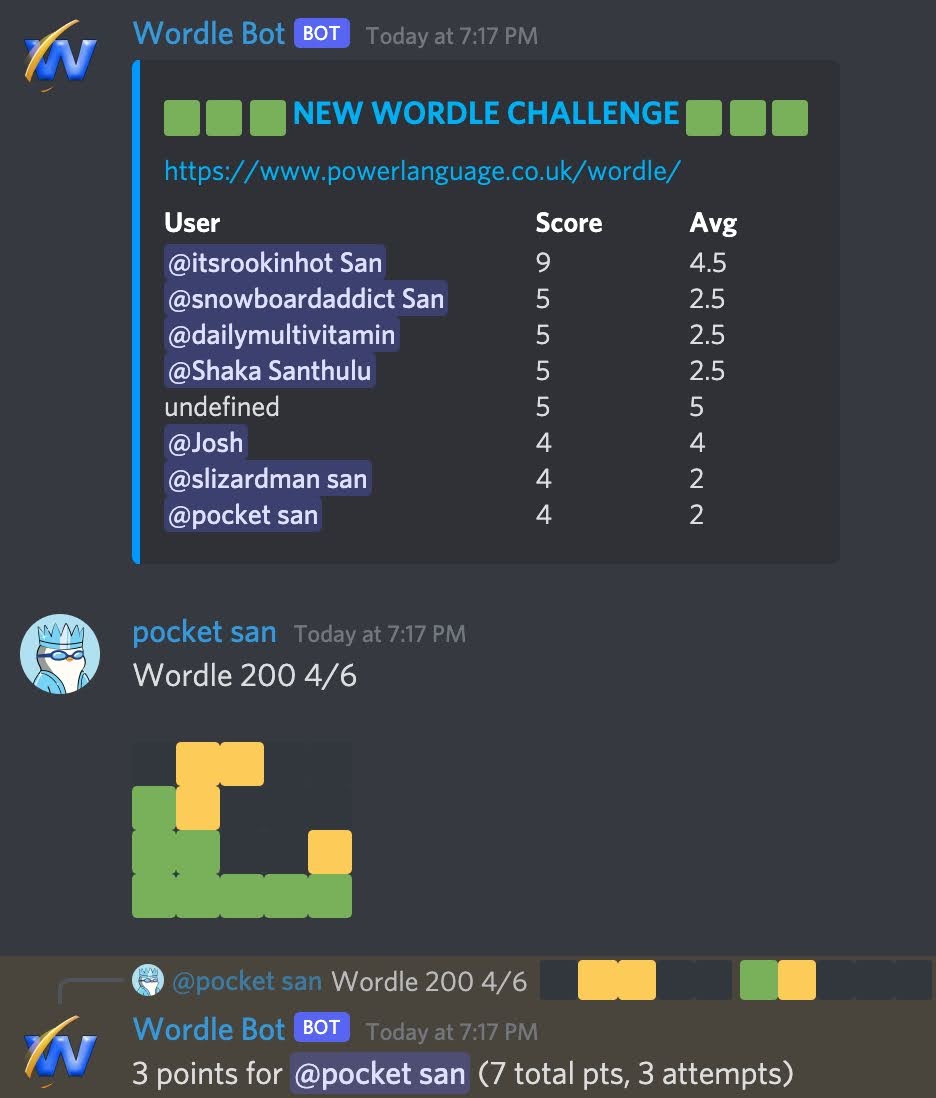 Wordle Bot BOT Today at 7:17 PM
NEW WORDLE CHALLENGE
https://www.powerlanguage.co.uk/wordle/
User Score Avg
@itsrookinhot San 9 4.5
@snowboardaddict San 5 2.5
@dailymultivitamin 5 2.5
@Shaka Santhulu 5 2.5
undefined 5 5
@Josh 4 4
@slizardman san 4 2
@pocket san 4 2
pocket san Today at 7:17 PM
Wordle 200 4/6
@pocket san Wordle 200 4/6
Wordle Bot BOT Today at 7:17 PM
3 points for @pocket san (7 total pts, 3 attempts)